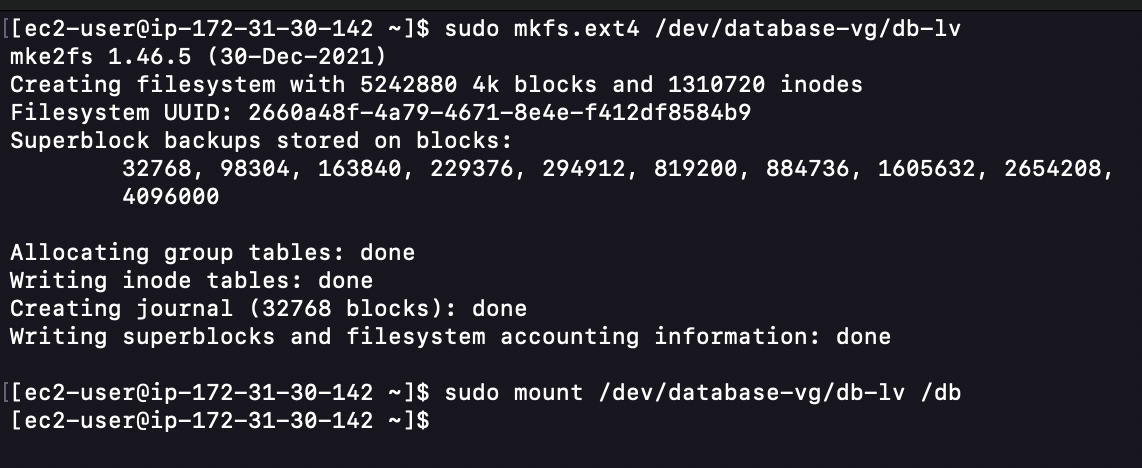 [[ec2-user@ip-172-31-30-142 ~]$ sudo mkfs.ext4 /dev/database-vg/db-lv
mke2fs 1.46.5 (30-Dec-2021)
Creating filesystem with 5242880 4k blocks and 1310720 inodes
Filesystem UUID: 2660a48f-4a79-4671-8e4e-f412df8584b9
Superblock backups stored on blocks:
32768, 98304, 163840, 229376, 294912, 819200, 884736, 1605632, 2654208,
4096000
Allocating group tables: done
Writing inode tables: done
Creating journal (32768 blocks): done
Writing superblocks and filesystem accounting information: done
[[ec2-user@ip-172-31-30-142 ~]$ sudo mount /dev/database-vg/db-lv /db
[ec2-user@ip-172-31-30-142 ~]$